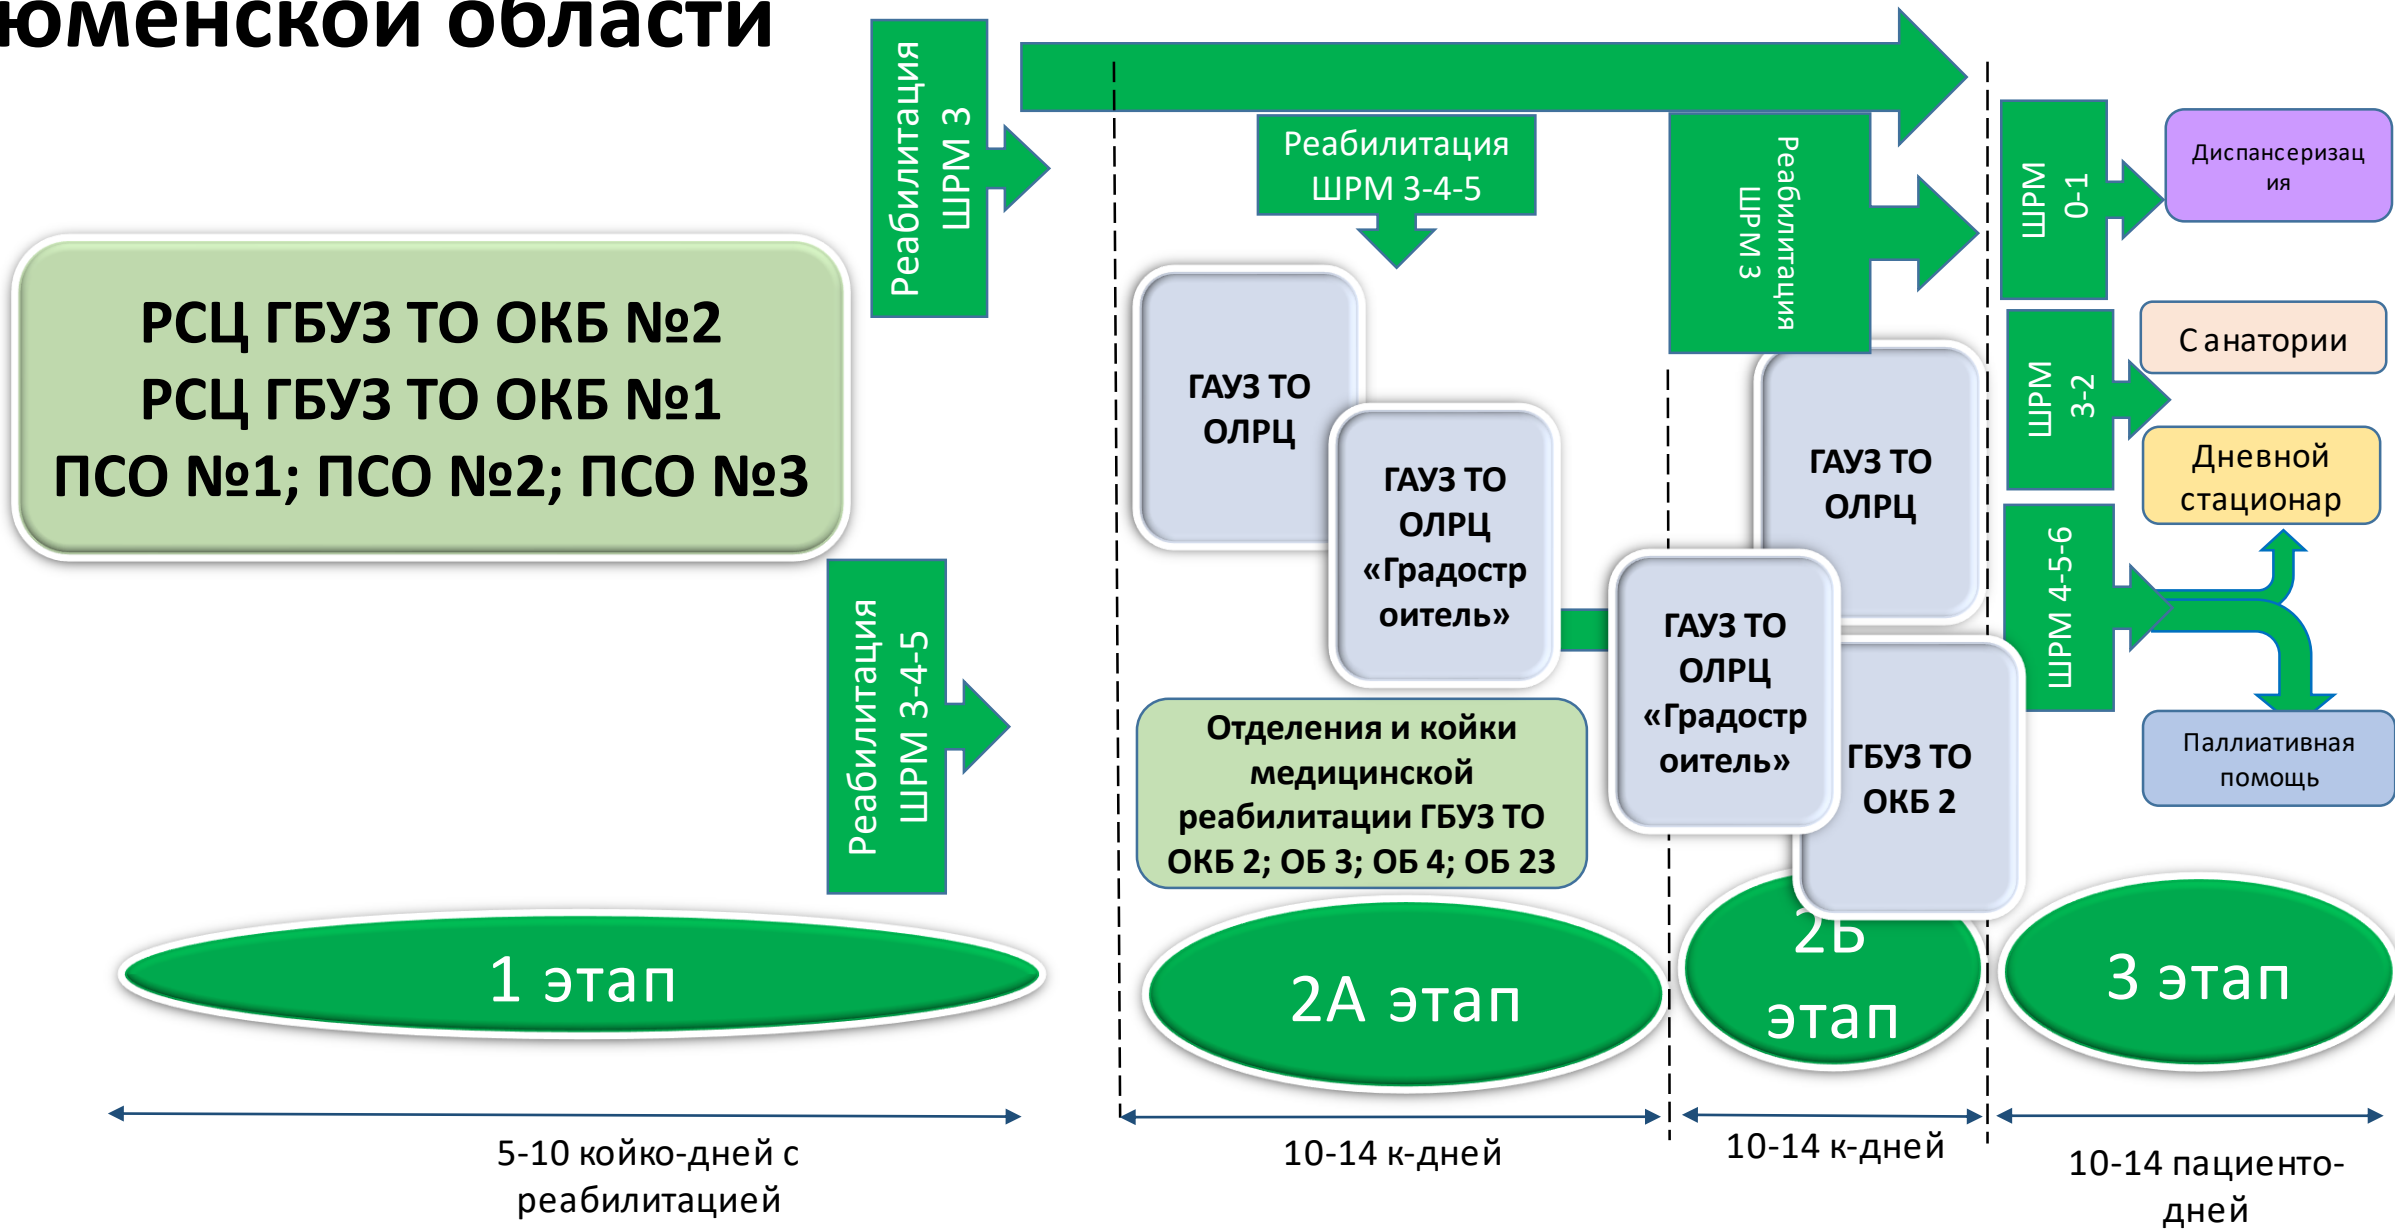 юменской области
РСЦ ГБУЗ ТО ОКБ №2
РСЦ ГБУЗ ТО ОКБ №1
ПСО №1; ПСО №2; ПСО №3
Реабилитация
ШРМ 3
Реабилитация
ШРМ 3-4-5
Реабилитация
ШРМ 3-4-5
ГАУЗ ТО
ОЛРЦ
ГАУЗ ТО
ОЛРЦ
«Градостр
оитель»
Отделения и койки
медицинской
реабилитации ГБУЗ ТО
ОКБ 2; ОБ 3; ОБ 4; ОБ 23
Реабилитация
ШРМ 3
ГАУЗ ТО
ОЛРЦ
ГАУЗ ТО
ОЛРЦ
«Градостр
оитель»
ГБУЗ ТО
ОКБ 2
ШРМ
0-1
Диспансеризац
ия
ШРМ
3-2
Санатории
Дневной
стационар
ШРМ 4-5-6
Паллиативная
помощь
1 этап
2А этап
2Б
этап
3 этап
5-10 койко-дней с
реабилитацией
10-14 к-дней
10-14 к-дней
10-14 пациенто-
дней